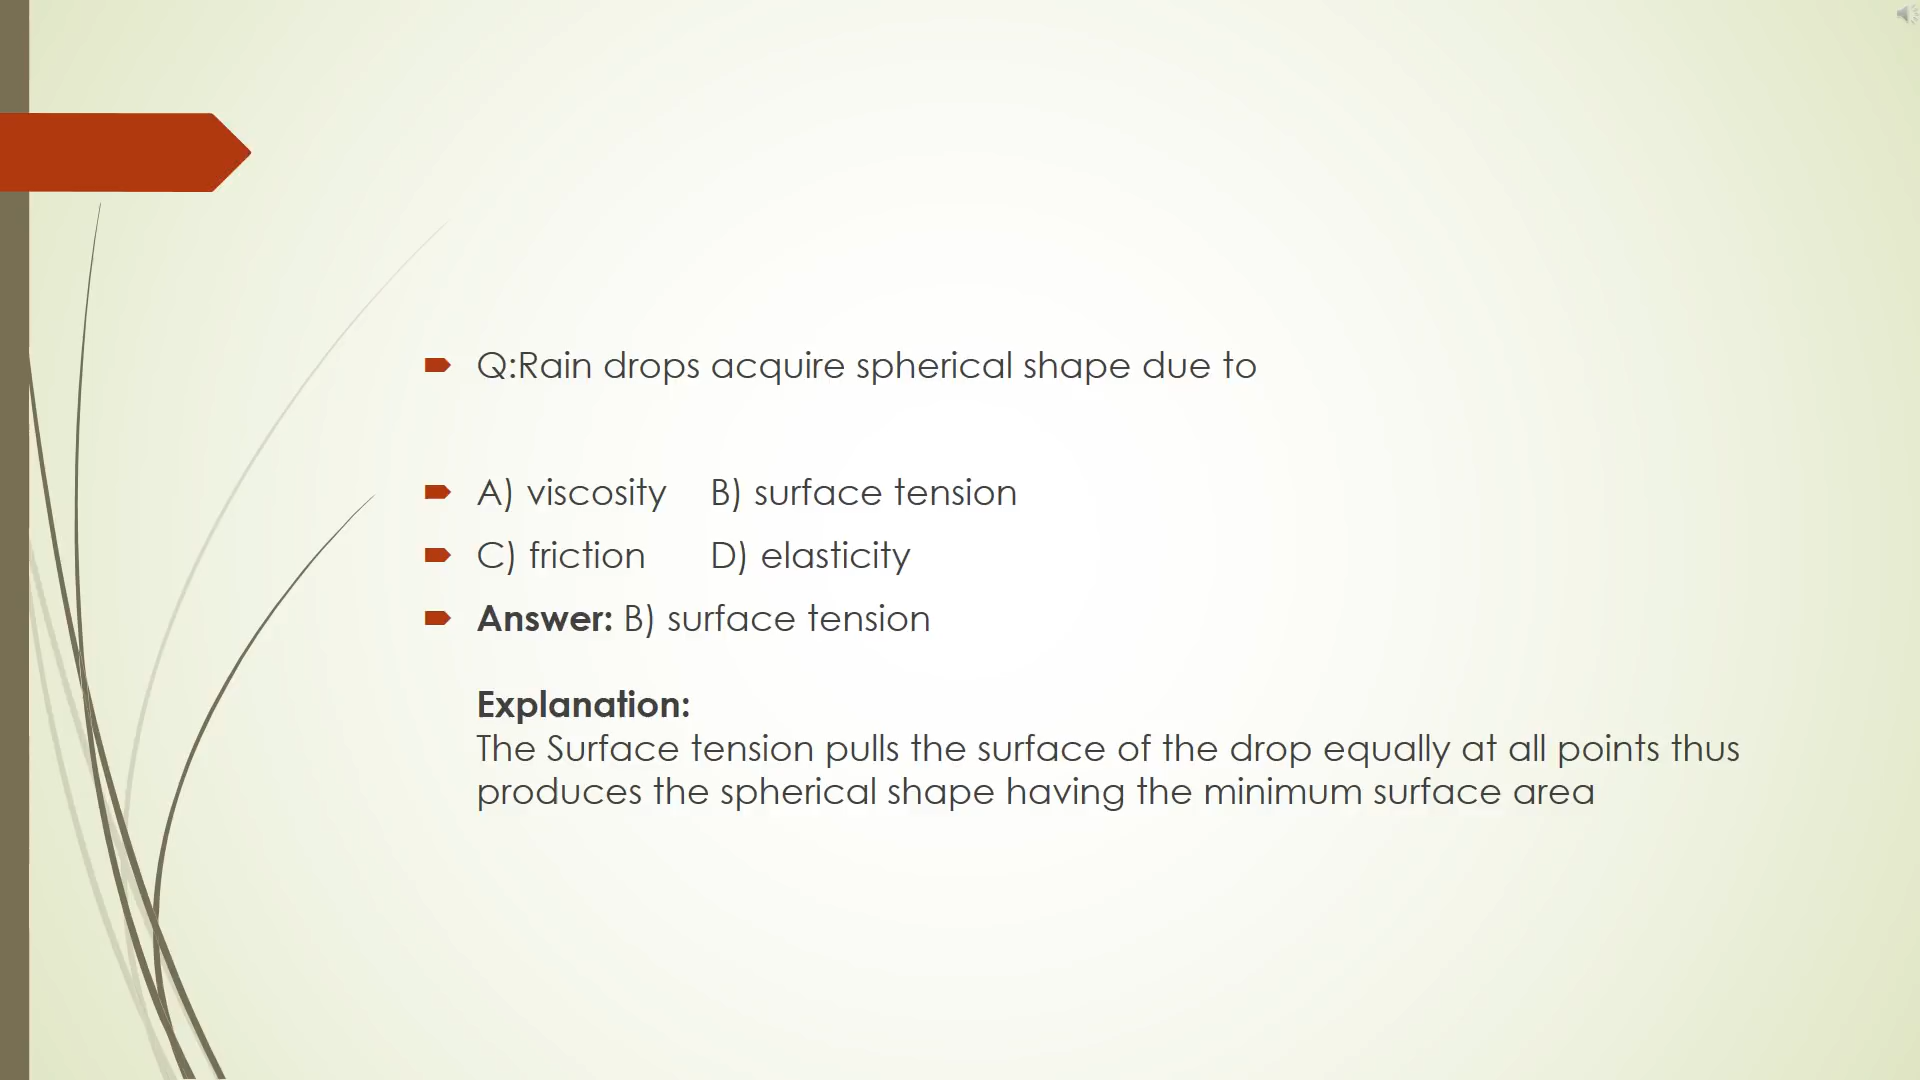 Q:Rain drops acquire spherical shape due to
A) viscosity B) surface tension
C) friction D) elasticity
Answer: B) surface tension
Explanation:
The Surface tension pulls the surface of the drop equally at all points thus
produces the spherical shape having the minimum surface area